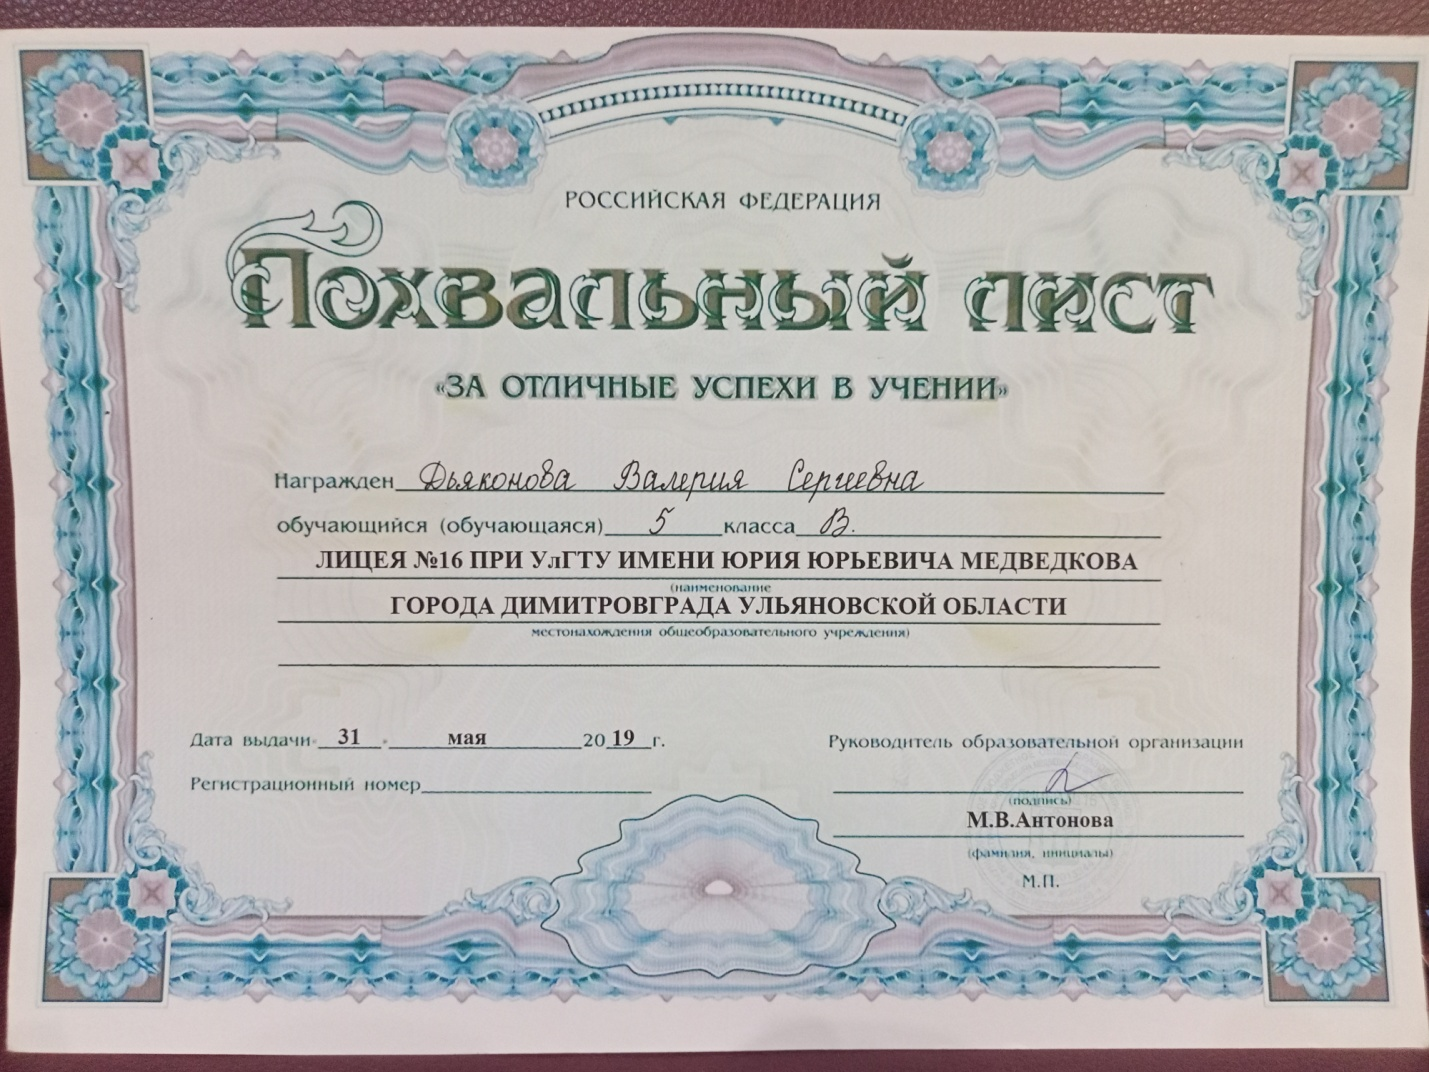 РОССИЙСКАЯ ФЕДЕРАЦИЯ
Похвальный лист
«ЗА ОТЛИЧНЫЕ УСПЕХИ В УЧЕНИИ»
Награжден Дьяконова Валерия Сергеевна
обучающийся (обучающаяся) 5 класса В.
ЛИЦЕЯ №16 ПРИ УлГТУ ИМЕНИ ЮРИЯ ЮРЬЕВИЧА МЕДВЕДКОВА
(наименование
ГОРОДА ДИМИТРОВГРАДА УЛЬЯНОВСКОЙ ОБЛАСТИ
местонахождения общеобразовательного учреждения)
Дата выдачи " 31 " мая 2019 г.
Руководитель образовательной организации
Регистрационный номер
(подпись)
М.В.Антонова
(фамилия, инициалы)
М.П.